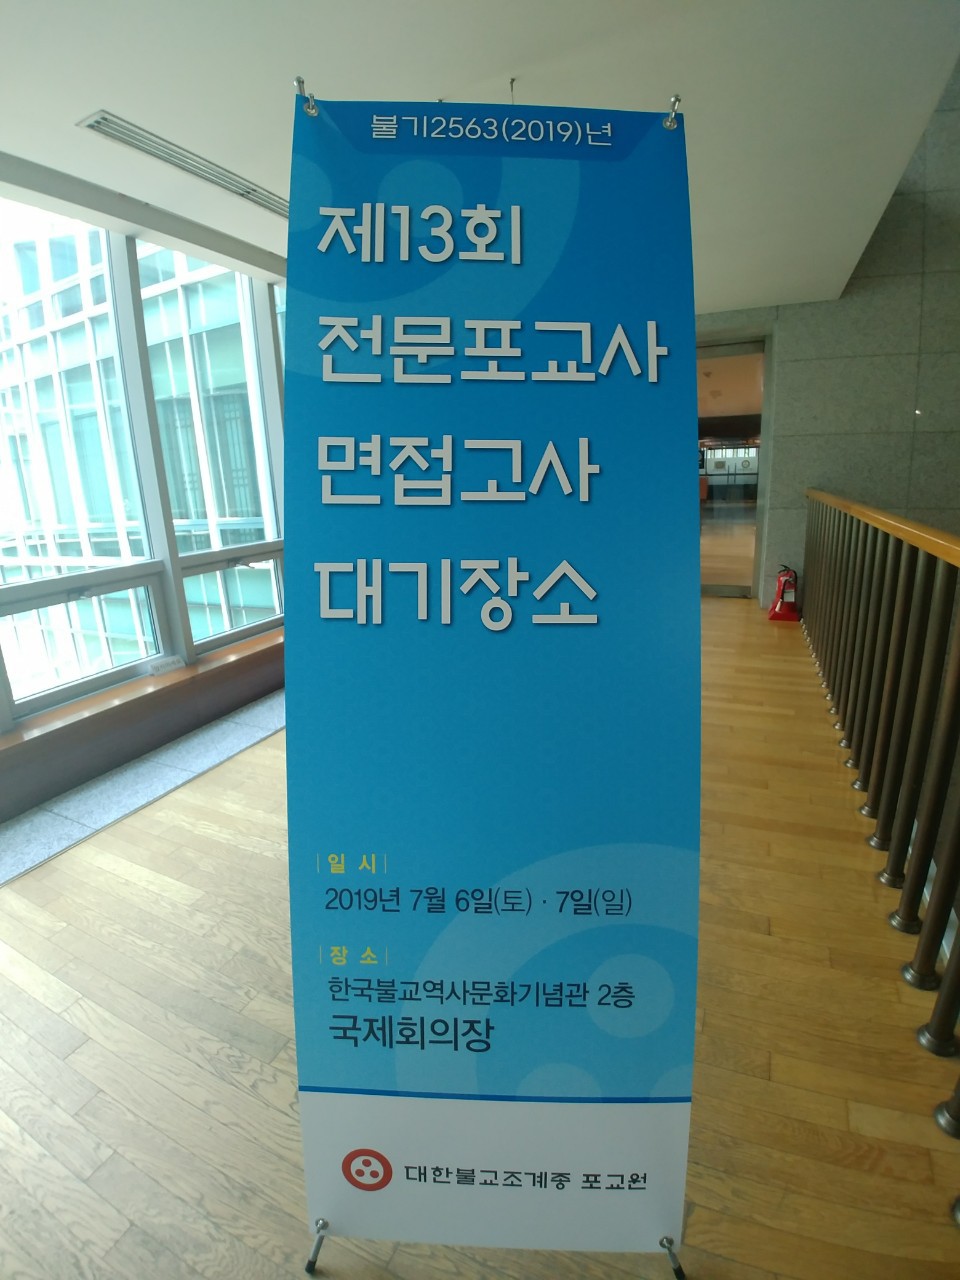 불기2563(2019)년
제13회
전문포교사
면접고사
대기장소
일 시
2019년 7월 6일(토) · 7일(일)
장 소
한국불교역사문화기념관 2층
국제회의장
대한불교조계종 포교원